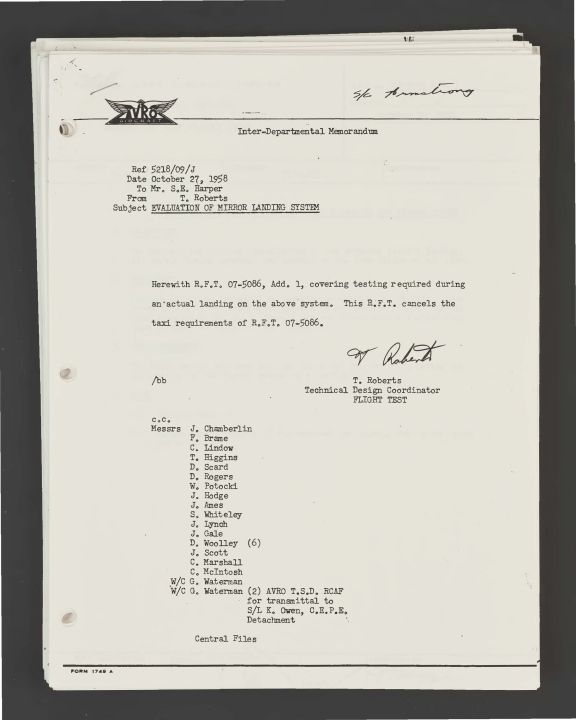 S/L Armstrong
AVRO
AIRCRAFT
Inter-Departmental Memorandum
Ref 5218/09/J
Date October 27, 1958
To Mr. S.E. Harper
From T. Roberts
Subject EVALUATION OF MIRROR LANDING SYSTEM
Herewith R.F.T. 07-5086, Add. 1, covering testing required during
an actual landing on the above system. This R.F.T. cancels the
taxi requirements of R.F.T. 07-5086.
T Roberts
/bb T. Roberts
Technical Design Coordinator
FLIGHT TEST
c.c.
Messrs J. Chamberlin
F. Brame
C. Lindow
T. Higgins
D. Scard
D. Rogers
W. Potocki
J. Hodge
J. Ames
S. Whiteley
J. Lynch
J. Gale
D. Woolley (6)
J. Scott
C. Marshall
C. McIntosh
W/C G. Waterman
W/C G. Waterman (2) AVRO T.S.D. RCAF
for transmittal to
S/L K. Owen, C.E.P.E.
Detachment
Central Files
FORM 1749 A